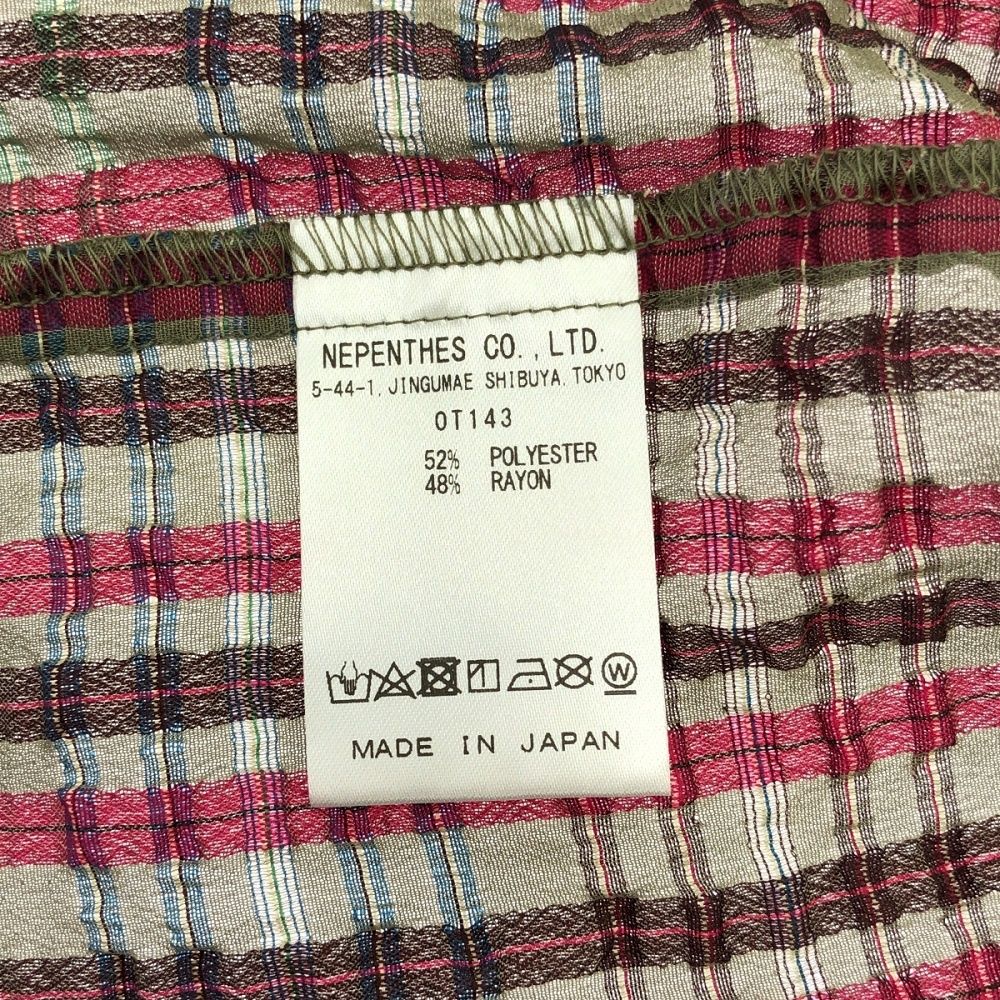 NEPENTHES CO.,LTD.
5-44-1, JINGUMAE SHIBUYA, TOKYO
OT143
52% POLYESTER
48% RAYON
W
MADE IN JAPAN